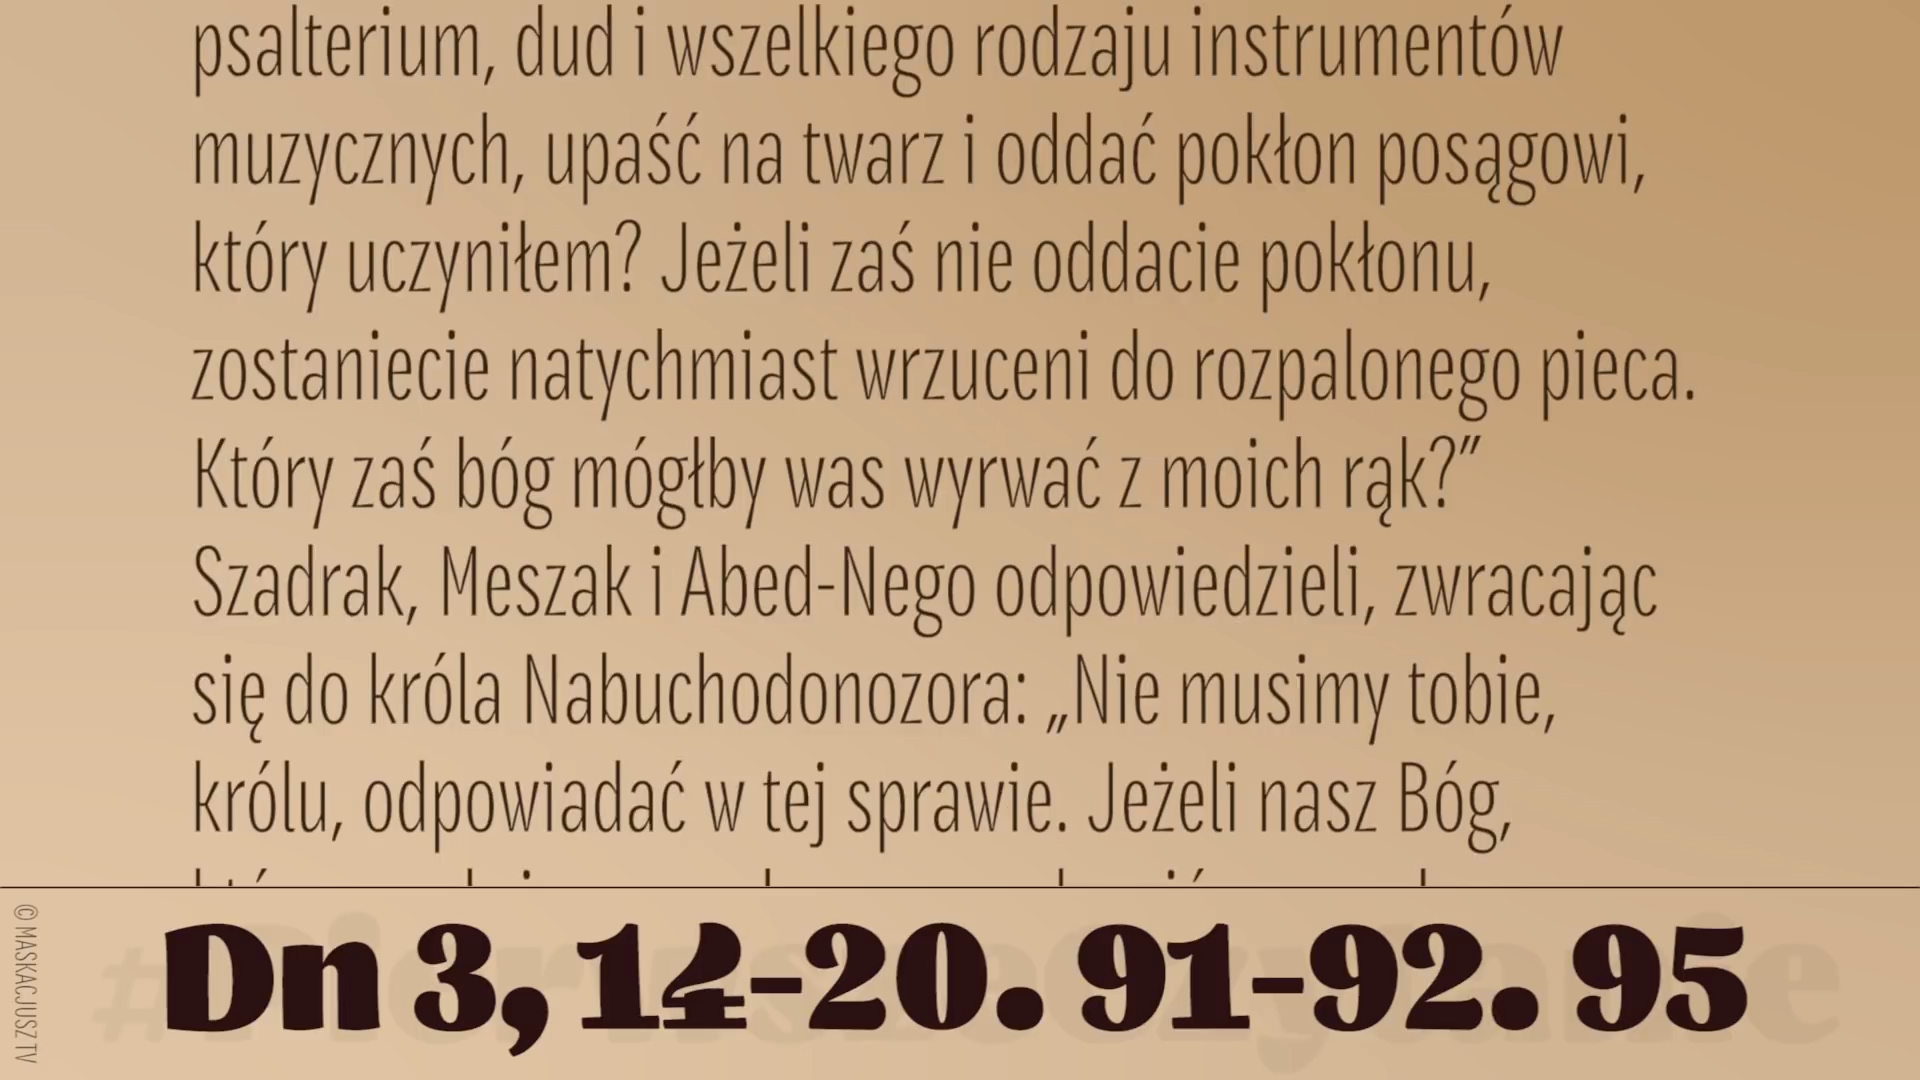 psalterium, dud i wszelkiego rodzaju instrumentów
muzycznych, upaść na twarz i oddać pokłon posągowi,
który uczyniłem? Jeżeli zaś nie oddacie pokłonu,
zostaniecie natychmiast wrzuceni do rozpalonego pieca.
Który zaś bóg mógłby was wyrwać z moich rąk?”
Szadrak, Meszak i Abed-Nego odpowiedzieli, zwracając
się do króla Nabuchodonozora: „Nie musimy tobie,
królu, odpowiadać w tej sprawie. Jeżeli nasz Bóg,
Dn 3, 14-20. 91-92. 95
© MASKACJUSZ TV